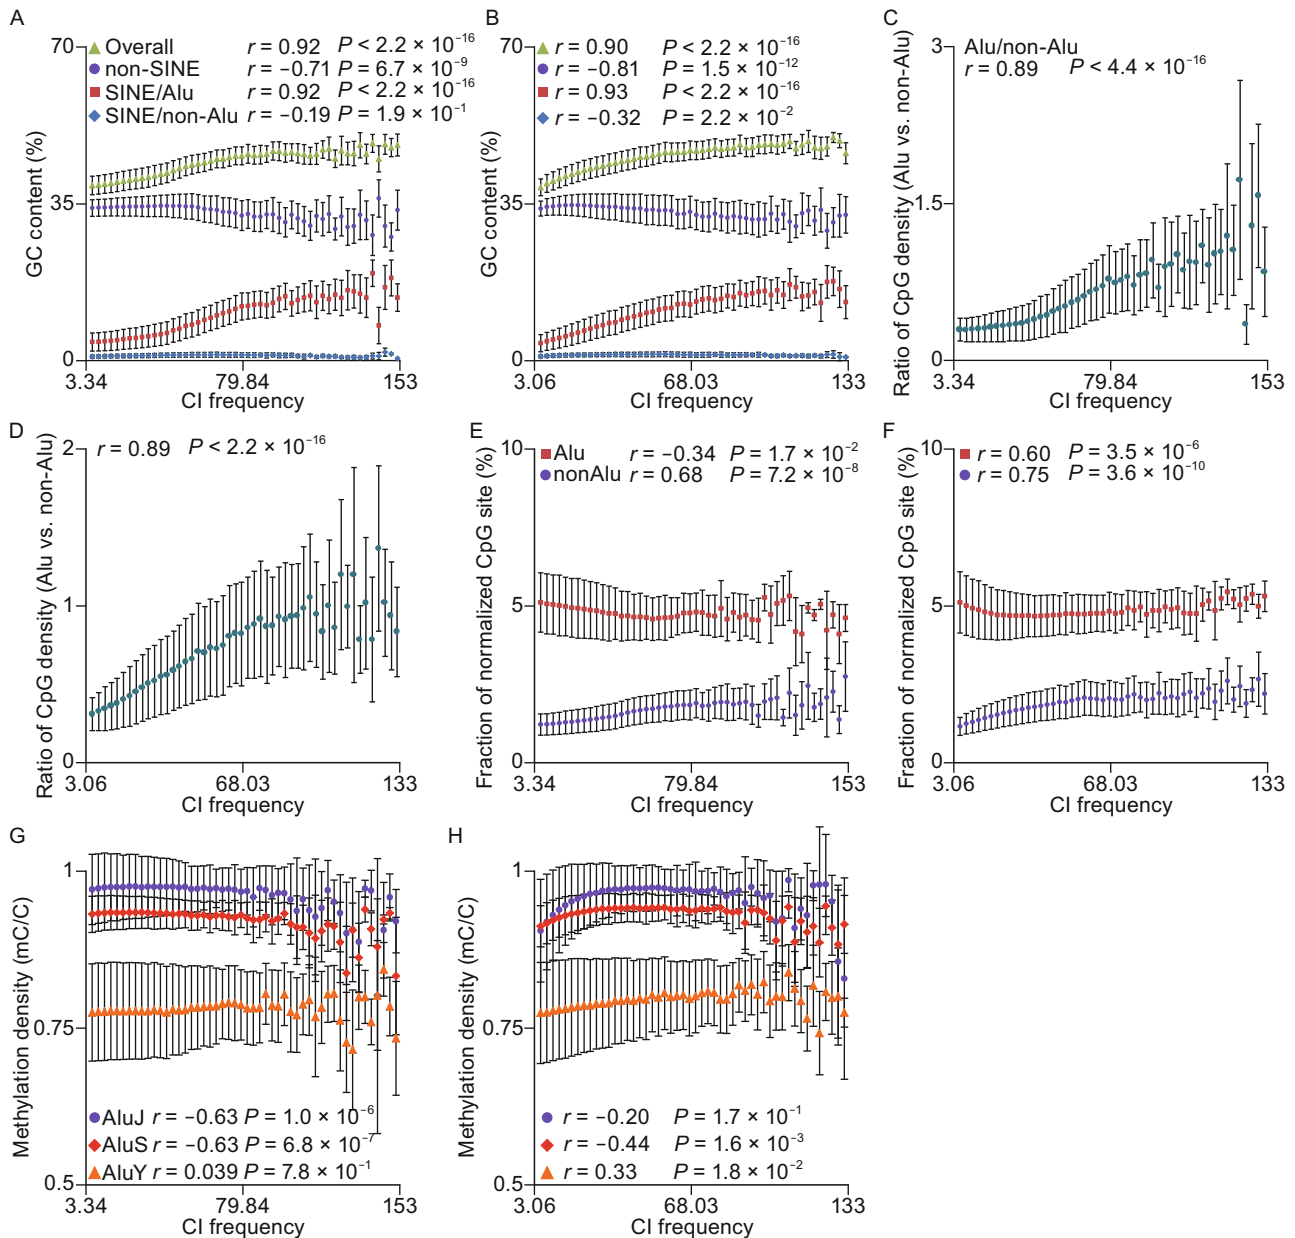 A
70
Overall r = 0.92 P < 2.2 × 10⁻¹⁶
non-SINE r = −0.71 P = 6.7 × 10⁻⁹
SINE/Alu r = 0.92 P < 2.2 × 10⁻¹⁶
SINE/non-Alu r = −0.19 P = 1.9 × 10⁻¹
GC content (%)
35
0
3.34 79.84 153
CI frequency
B
70
r = 0.90 P < 2.2 × 10⁻¹⁶
r = −0.81 P = 1.5 × 10⁻¹²
r = 0.93 P < 2.2 × 10⁻¹⁶
r = −0.32 P = 2.2 × 10⁻²
GC content (%)
35
0
3.06 68.03 133
CI frequency
C
3
Alu/non-Alu
r = 0.89 P < 4.4 × 10⁻¹⁶
Ratio of CpG density (Alu vs. non-Alu)
1.5
0
3.34 79.84 153
CI frequency
D
2
r = 0.89 P < 2.2 × 10⁻¹⁶
Ratio of CpG density (Alu vs. non-Alu)
1
0
3.06 68.03 133
CI frequency
E
10
Alu r = −0.34 P = 1.7 × 10⁻²
nonAlu r = 0.68 P = 7.2 × 10⁻⁸
Fraction of normalized CpG site (%)
5
0
3.34 79.84 153
CI frequency
F
10
r = 0.60 P = 3.5 × 10⁻⁶
r = 0.75 P = 3.6 × 10⁻¹⁰
Fraction of normalized CpG site (%)
5
0
3.06 68.03 133
CI frequency
G
1
Methylation density (mC/C)
0.75
AluJ r = −0.63 P = 1.0 × 10⁻⁶
AluS r = −0.63 P = 6.8 × 10⁻⁷
AluY r = 0.039 P = 7.8 × 10⁻¹
0.5
3.34 79.84 153
CI frequency
H
1
Methylation density (mC/C)
0.75
r = −0.20 P = 1.7 × 10⁻¹
r = −0.44 P = 1.6 × 10⁻³
r = 0.33 P = 1.8 × 10⁻²
0.5
3.06 68.03 133
CI frequency